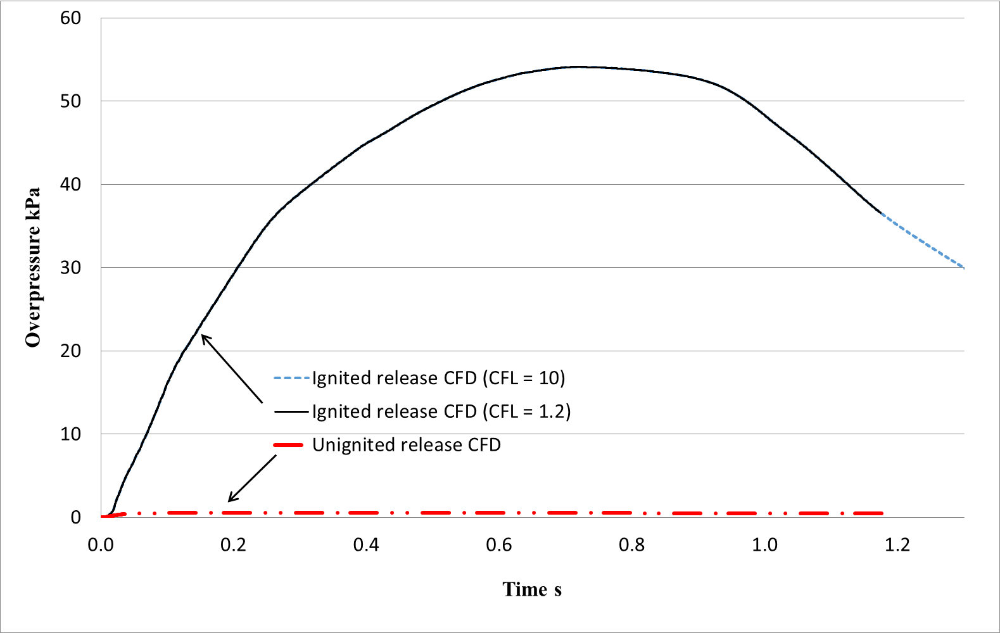 60
50
40
30
20
10
0
Overpressure kPa
Ignited release CFD (CFL = 10)
Ignited release CFD (CFL = 1.2)
Unignited release CFD
0.0 0.2 0.4 0.6 0.8 1.0 1.2
Time s